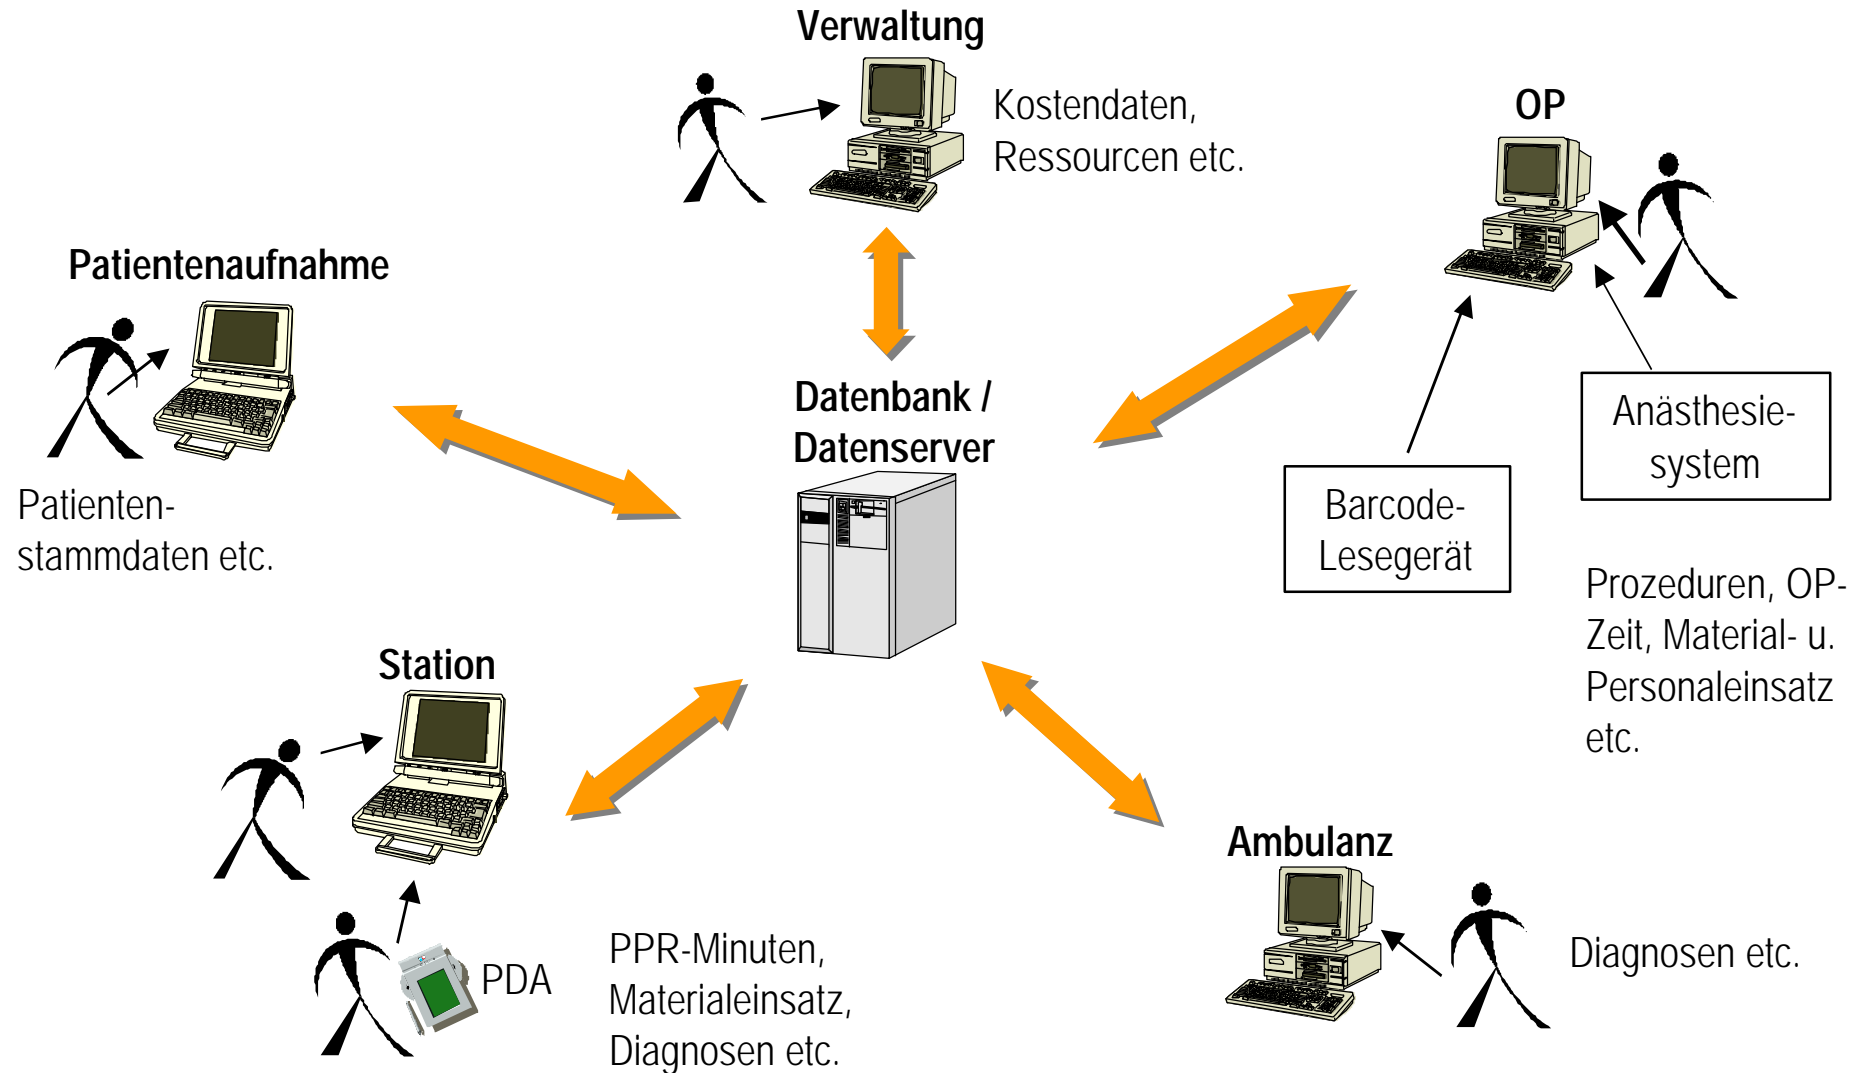 Verwaltung
Kostendaten,
Ressourcen etc.
OP
Patientenaufnahme
Patienten-
stammdaten etc.
Datenbank /
Datenserver
Anästhesie-
system
Barcode-
Lesegerät
Prozeduren, OP-
Zeit, Material- u.
Personaleinsatz
etc.
Station
PDA
PPR-Minuten,
Materialeinsatz,
Diagnosen etc.
Ambulanz
Diagnosen etc.